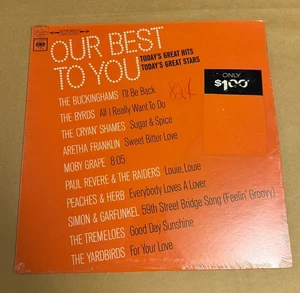 STEREO
OUR BEST
TO YOU
TODAY'S GREAT HITS
TODAY'S GREAT STARS
ONLY
$1.00
THE BUCKINGHAMS I'll Be Back
THE BYRDS All I Really Want To Do
THE CRYAN' SHAMES Sugar & Spice
ARETHA FRANKLIN Sweet Bitter Love
MOBY GRAPE 8:05
PAUL REVERE & THE RAIDERS Louie, Louie
PEACHES & HERB Everybody Loves A Lover
SIMON & GARFUNKEL 59th Street Bridge Song (Feelin' Groovy)
THE TREMELOES Good Day Sunshine
THE YARDBIRDS For Your Love